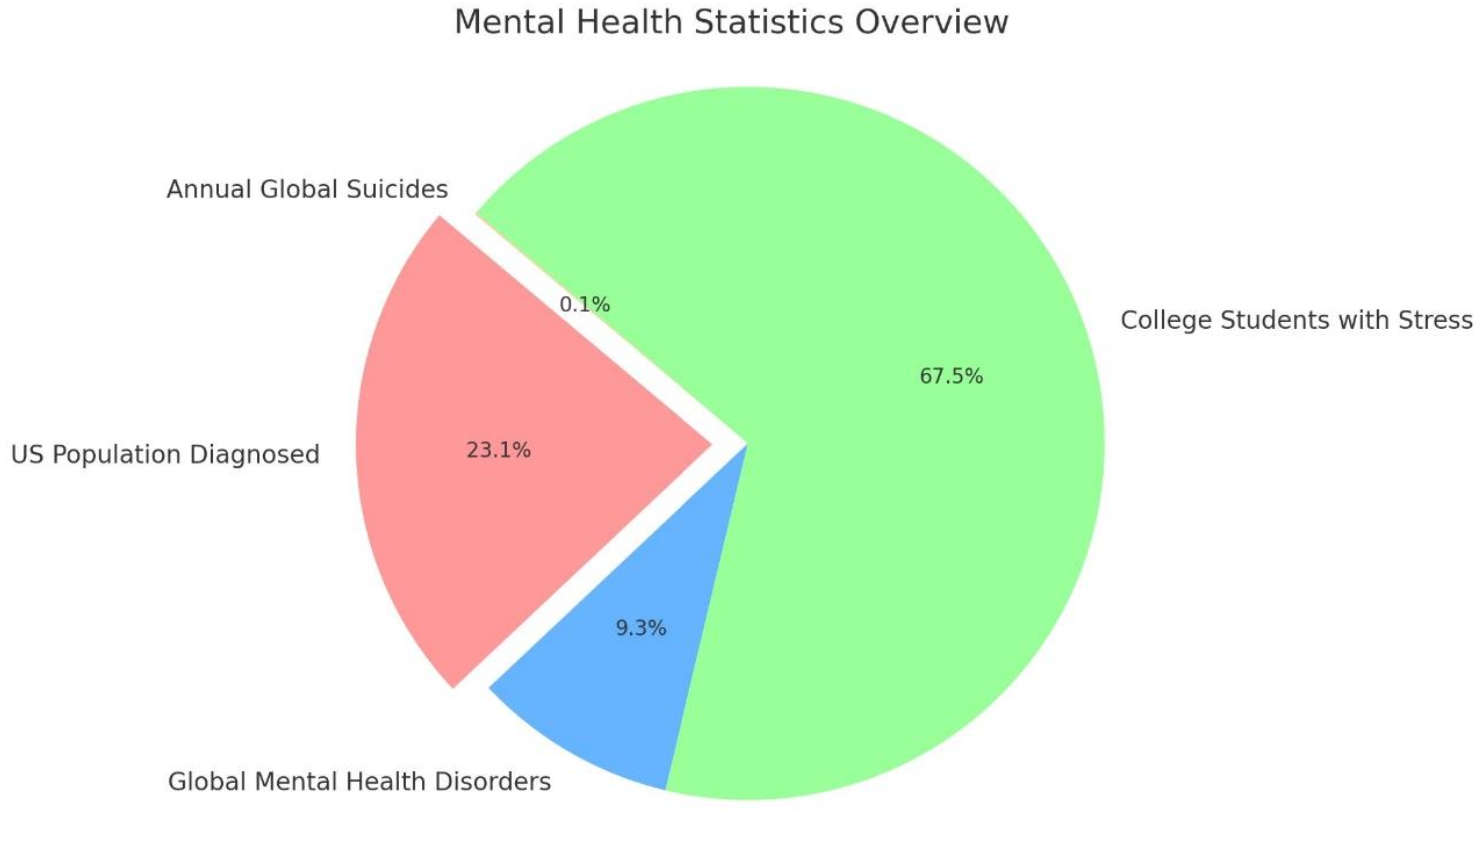 Mental Health Statistics Overview
Annual Global Suicides
0.1%
College Students with Stress
67.5%
US Population Diagnosed
23.1%
9.3%
Global Mental Health Disorders